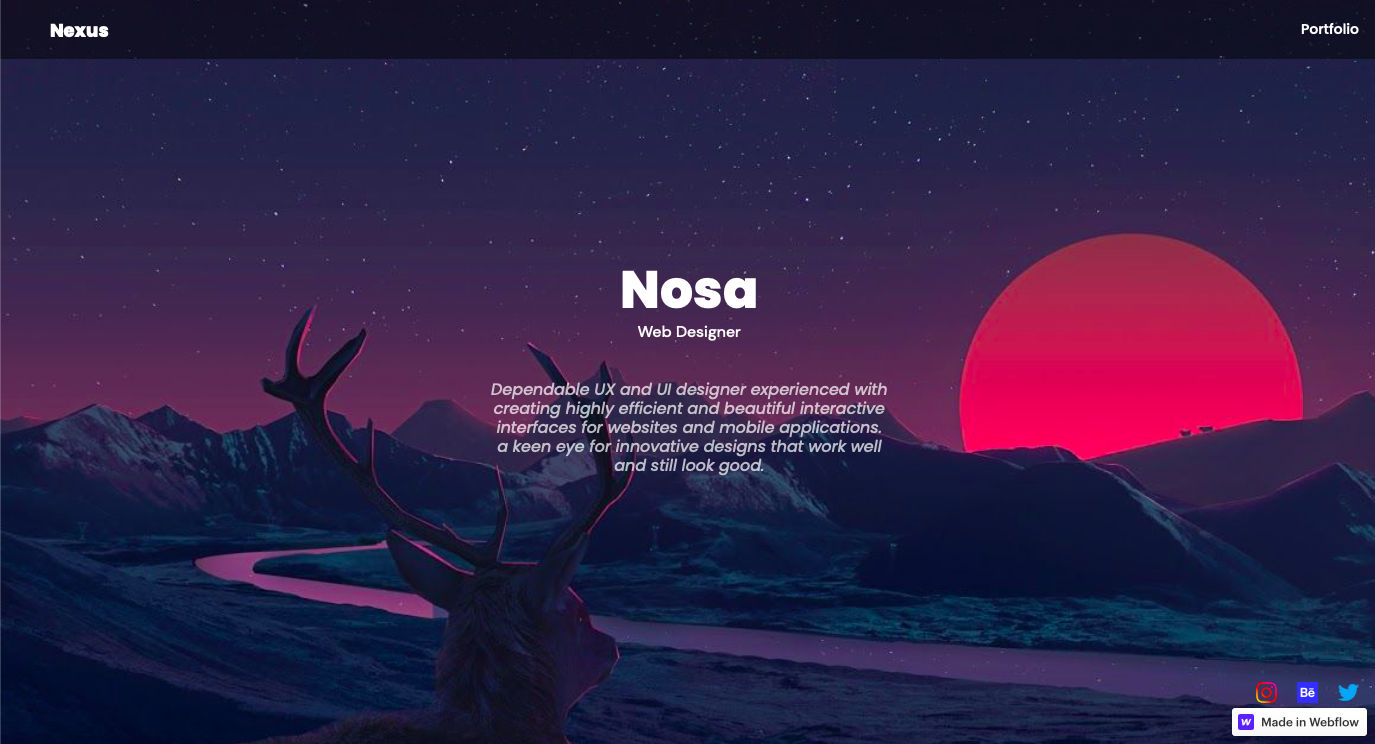 Nexus
Portfolio
Nosa
Web Designer
Dependable UX and UI designer experienced with
creating highly efficient and beautiful interactive
interfaces for websites and mobile applications.
a keen eye for innovative designs that work well
and still look good.
Bē
Made in Webflow